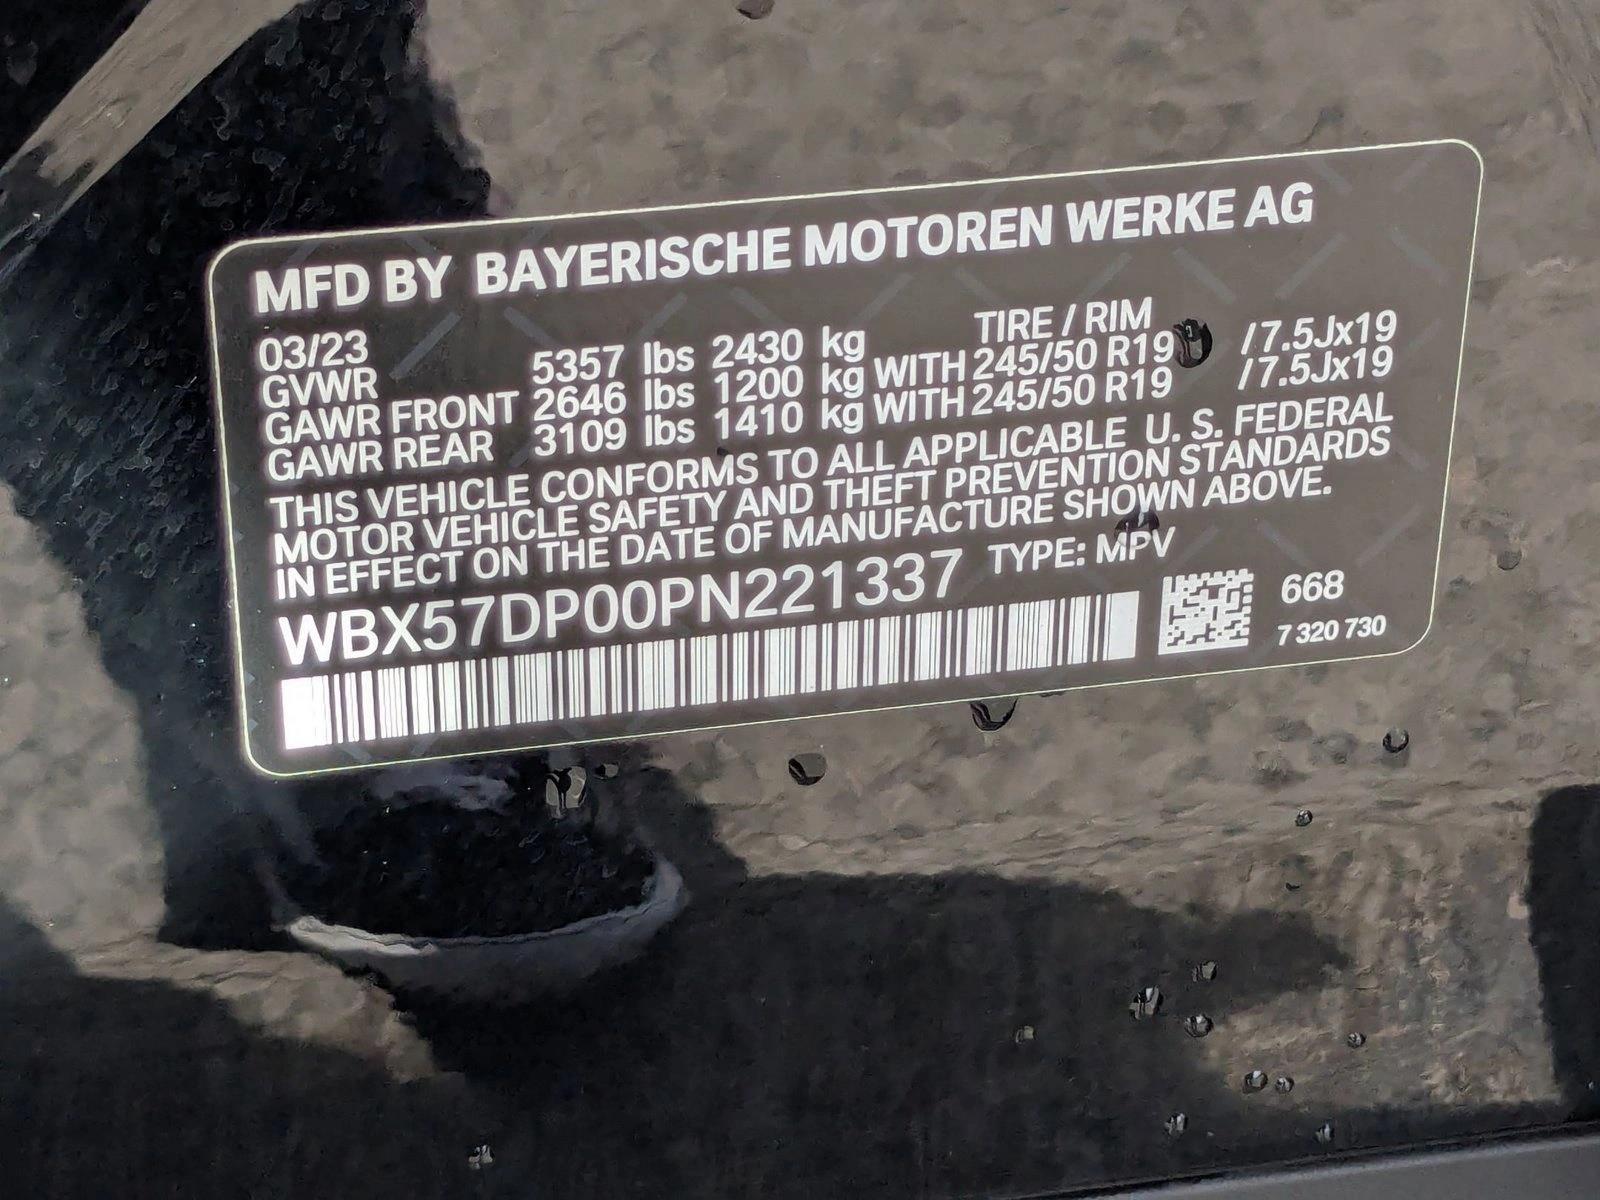 MFD BY BAYERISCHE MOTOREN WERKE AG
03/23 TIRE / RIM
GVWR 5357 lbs 2430 kg
GAWR FRONT 2646 lbs 1200 kg WITH 245/50 R19 /7.5Jx19
GAWR REAR 3109 lbs 1410 kg WITH 245/50 R19 /7.5Jx19
THIS VEHICLE CONFORMS TO ALL APPLICABLE U. S. FEDERAL
MOTOR VEHICLE SAFETY AND THEFT PREVENTION STANDARDS
IN EFFECT ON THE DATE OF MANUFACTURE SHOWN ABOVE.
WBX57DP00PN221337 TYPE: MPV
668
7 320 730